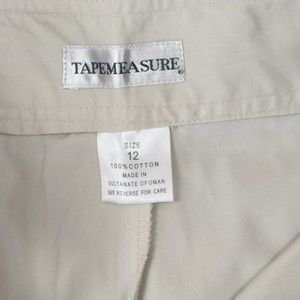 TAPEMEASURE®
SIZE
12
100% COTTON
MADE IN
SULTANATE OF OMAN
SEE REVERSE FOR CARE